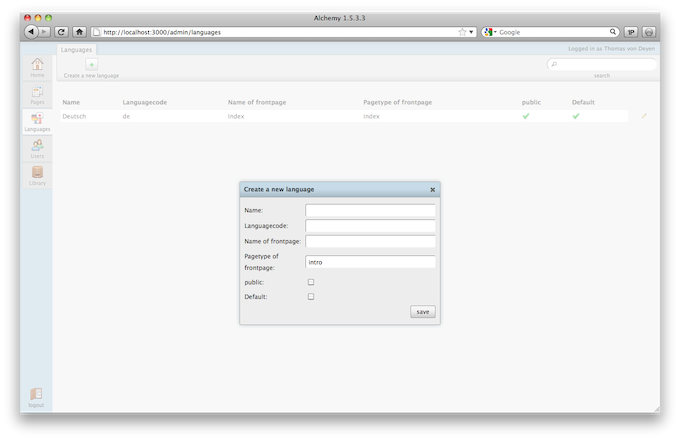 Alchemy 1.5.3.3
http://localhost:3000/admin/languages
Google
Languages
Logged in as Thomas von Deyen
Create a new language
search
Home
Pages
Languages
Users
Library
logout
Name Languagecode Name of frontpage Pagetype of frontpage public Default
Deutsch de Index index
Create a new language
Name:
Languagecode:
Name of frontpage:
Pagetype of
frontpage:
intro
public:
Default:
save